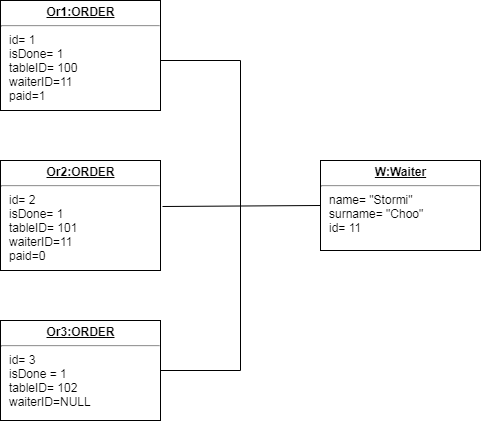 Or1:ORDER
id= 1
isDone= 1
tableID= 100
waiterID=11
paid=1
Or2:ORDER
id= 2
isDone= 1
tableID= 101
waiterID=11
paid=0
W:Waiter
name= "Stormi"
surname= "Choo"
id= 11
Or3:ORDER
id= 3
isDone = 1
tableID= 102
waiterID=NULL